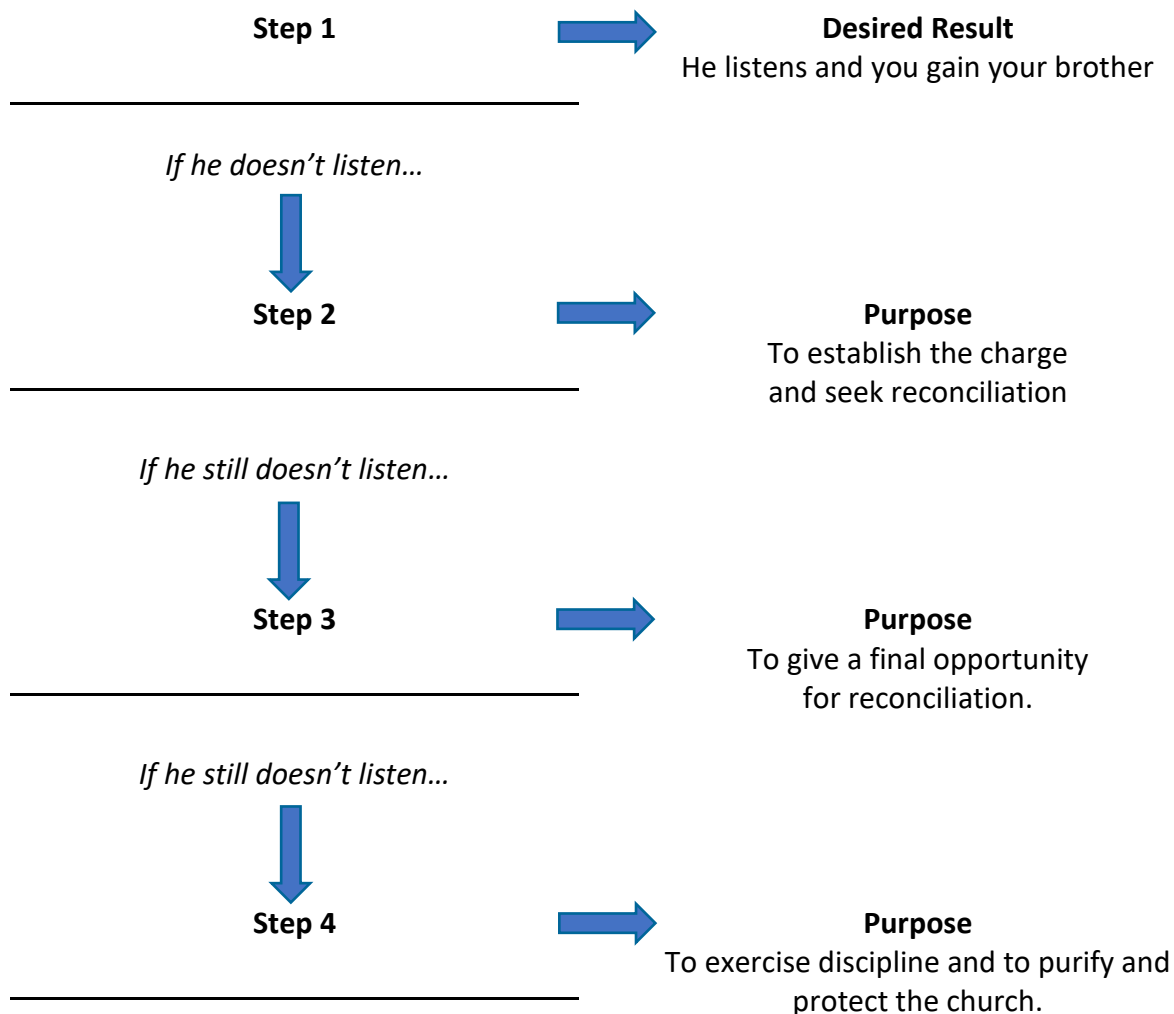 Step 1
Desired Result
He listens and you gain your brother
If he doesn’t listen…
Step 2
Purpose
To establish the charge
and seek reconciliation
If he still doesn’t listen…
Step 3
Purpose
To give a final opportunity
for reconciliation.
If he still doesn’t listen…
Step 4
Purpose
To exercise discipline and to purify and
protect the church.